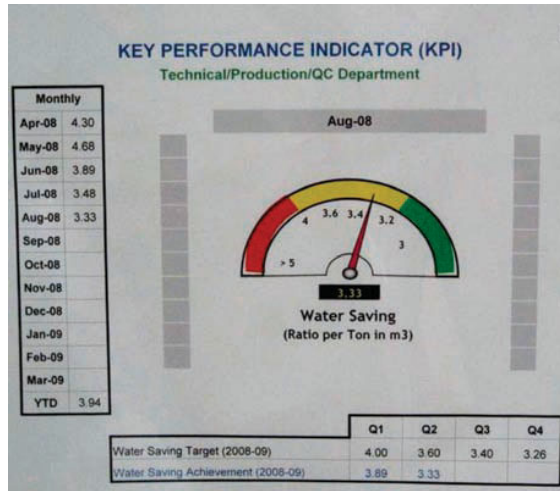 KEY PERFORMANCE INDICATOR (KPI)
Technical/Production/QC Department
Monthly
Apr-08 4.30
May-08 4.68
Jun-08 3.89
Jul-08 3.48
Aug-08 3.33
Sep-08
Oct-08
Nov-08
Dec-08
Jan-09
Feb-09
Mar-09
YTD 3.94
Aug-08
> 5 4 3.6 3.4 3.2 3
3.33
Water Saving
(Ratio per Ton in m3)
Q1 Q2 Q3 Q4
Water Saving Target (2008-09) 4.00 3.60 3.40 3.26
Water Saving Achievement (2008-09) 3.89 3.33